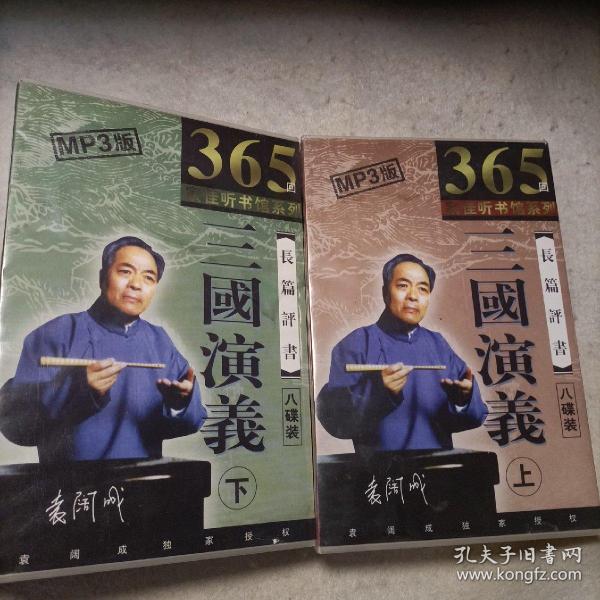 MP3版
365回
佳听书馆系列
三國演義
長篇評書
八碟装
下
袁阔成
袁阔成独家授权
MP3版
365回
佳听书馆系列
三國演義
長篇評書
八碟装
上
袁阔成
袁阔成独家授权
孔夫子旧书网
www.kongfz.com